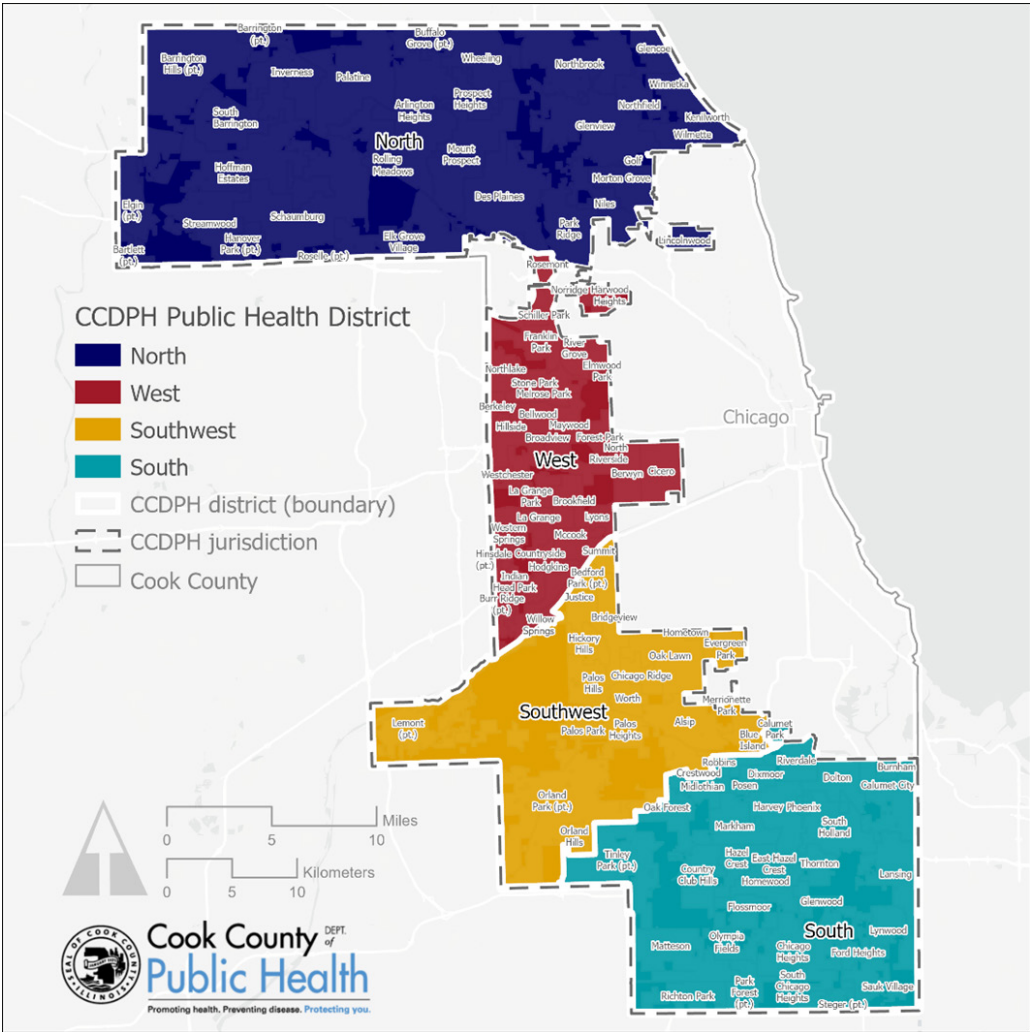 Barrington
(pt.)
Buffalo
Grove (pt.)
Barrington
Hills (pt.)
Inverness
Palatine
Wheeling
Northbrook
Glencoe
Winnetka
South
Barrington
Arlington
Heights
Prospect
Heights
Northfield
Kenilworth
Glenview
Wilmette
North
Rolling
Meadows
Mount
Prospect
Golf
Hoffman
Estates
Morton Grove
Elgin
(pt.)
Des Plaines
Niles
Streamwood
Schaumburg
Park
Ridge
Hanover
Park (pt.)
Elk Grove
Village
Lincolnwood
Bartlett
(pt.)
Roselle (pt.)
Rosemont
Norridge
Harwood
Heights
CCDPH Public Health District
North
West
Southwest
South
CCDPH district (boundary)
CCDPH jurisdiction
Cook County
Schiller Park
Franklin
Park
River
Grove
Elmwood
Park
Northlake
Stone Park
Melrose Park
Berkeley
Bellwood
Hillside
Maywood
Broadview
Forest Park
North
Riverside
West
Chicago
Westchester
Berwyn
Cicero
La Grange
Park
Brookfield
La Grange
Lyons
Western
Springs
Mccook
Hinsdale
(pt.)
Countryside
Summit
Hodgkins
Indian
Head Park
Bedford
Park (pt.)
Burr Ridge
(pt.)
Justice
Willow
Springs
Bridgeview
Hickory
Hills
Hometown
Evergreen
Park
Oak Lawn
Palos
Hills
Chicago Ridge
Worth
Merrionette
Park
Southwest
Lemont
(pt.)
Palos Park
Palos
Heights
Alsip
Calumet
Park
Blue
Island
Robbins
Riverdale
Crestwood
Dixmoor
Dolton
Burnham
Midlothian
Posen
Calumet City
Orland
Park (pt.)
Oak Forest
Harvey
Phoenix
Orland
Hills
Markham
South
Holland
Tinley
Park (pt.)
Hazel
Crest
East Hazel
Crest
Thornton
Country
Club Hills
Homewood
Lansing
Flossmoor
Glenwood
South
Lynwood
Matteson
Olympia
Fields
Chicago
Heights
Ford Heights
Richton Park
Park
Forest
(pt.)
South
Chicago
Heights
Sauk Village
Steger (pt.)
Miles
0 5 10
Kilometers
0 5 10
SEAL OF COOK COUNTY
ILLINOIS
Cook County DEPT. of
Public Health
Promoting health. Preventing disease. Protecting you.